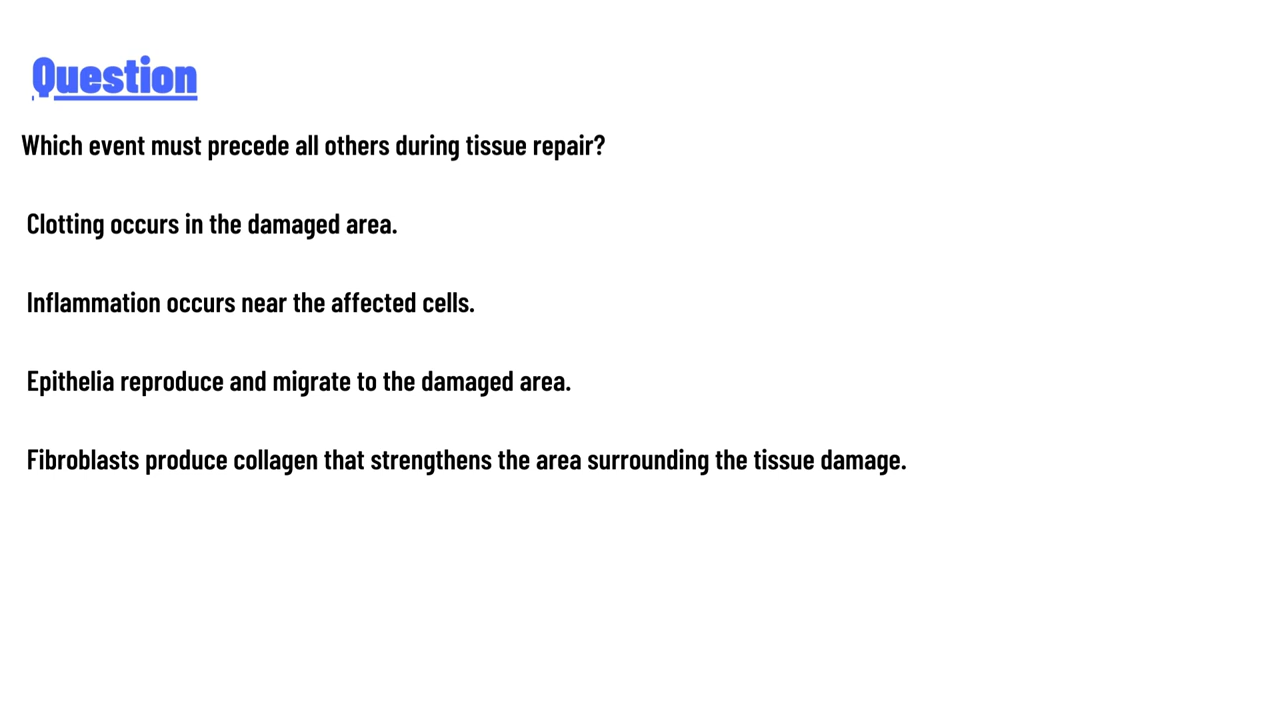 Question
Which event must precede all others during tissue repair?
Clotting occurs in the damaged area.
Inflammation occurs near the affected cells.
Epithelia reproduce and migrate to the damaged area.
Fibroblasts produce collagen that strengthens the area surrounding the tissue damage.